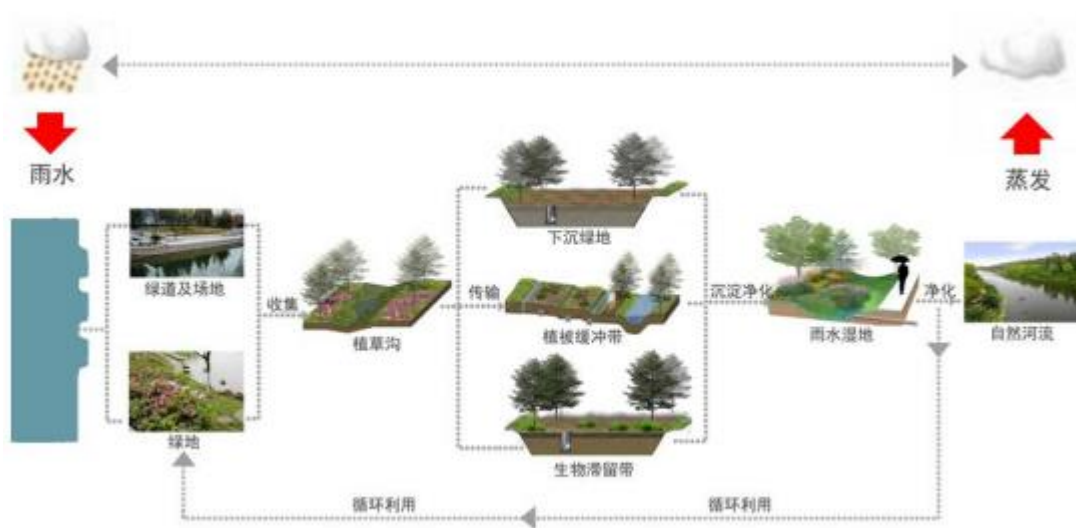 雨水
蒸发
绿道及场地
收集
植草沟
传输
下沉绿地
植被缓冲带
生物滞留带
沉淀净化
雨水湿地
净化
自然河流
绿地
循环利用
循环利用